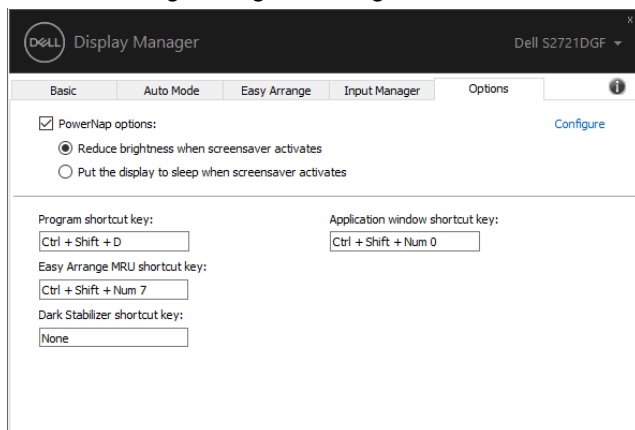 DELL Display Manager
Dell S2721DGF
Basic Auto Mode Easy Arrange Input Manager Options
PowerNap options: Configure
Reduce brightness when screensaver activates
Put the display to sleep when screensaver activates
Program shortcut key: Application window shortcut key:
Ctrl + Shift + D Ctrl + Shift + Num 0
Easy Arrange MRU shortcut key:
Ctrl + Shift + Num 7
Dark Stabilizer shortcut key:
None